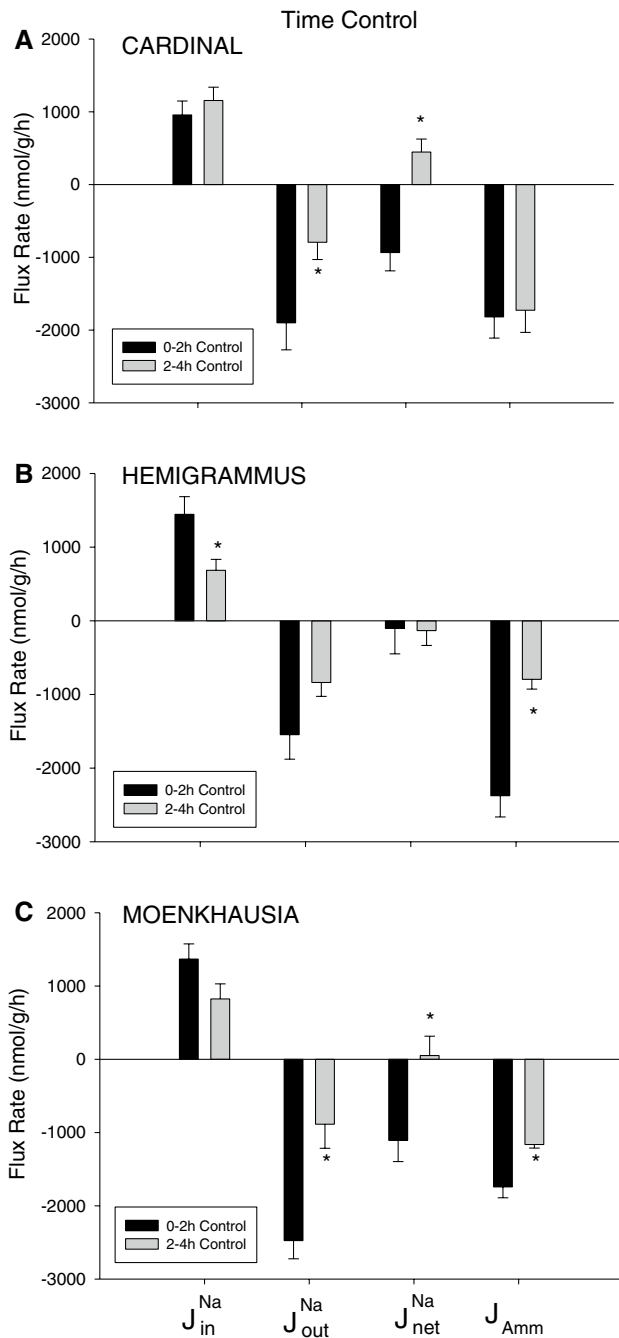 Time Control
A CARDINAL
Flux Rate (nmol/g/h)
2000
1000
0
-1000
-2000
-3000
*
*
0-2h Control
2-4h Control
B HEMIGRAMMUS
Flux Rate (nmol/g/h)
2000
1000
0
-1000
-2000
-3000
*
*
0-2h Control
2-4h Control
C MOENKHAUSIA
Flux Rate (nmol/g/h)
2000
1000
0
-1000
-2000
-3000
*
*
*
0-2h Control
2-4h Control
J Na in J Na out J Na net J Amm